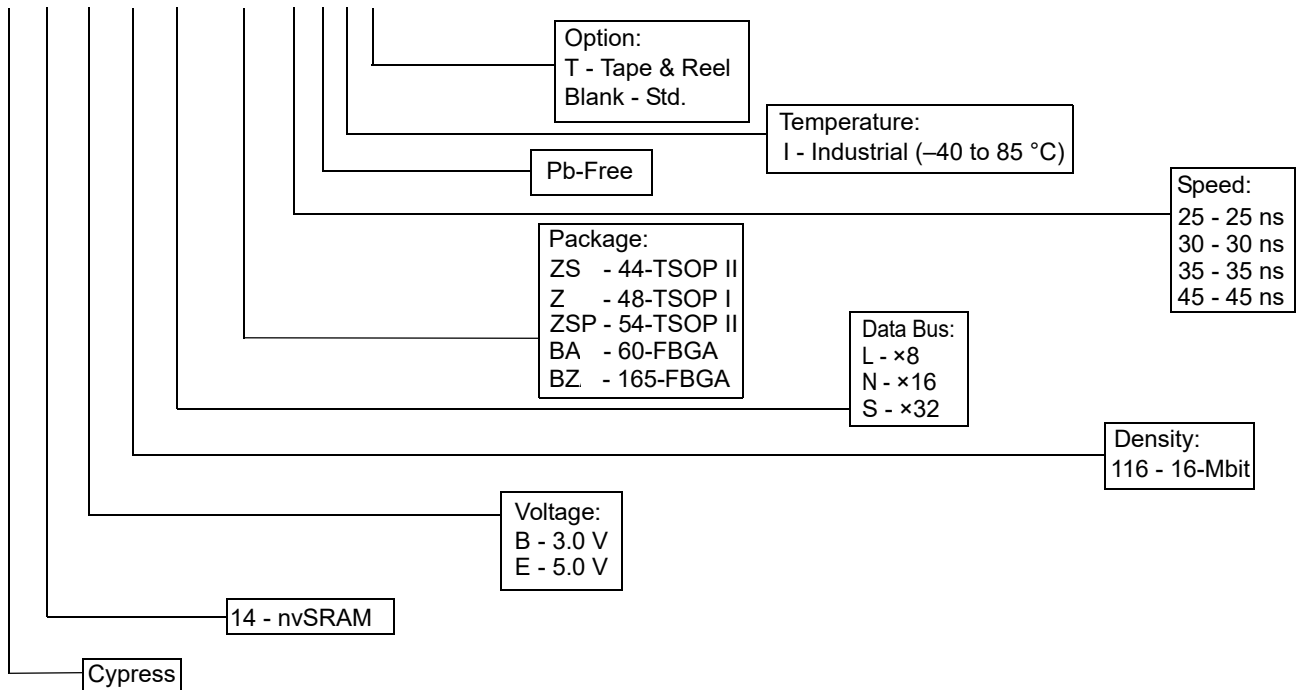 Option:
T - Tape & Reel
Blank - Std.
Temperature:
I - Industrial (–40 to 85 °C)
Pb-Free
Speed:
25 - 25 ns
30 - 30 ns
35 - 35 ns
45 - 45 ns
Package:
ZS - 44-TSOP II
Z - 48-TSOP I
ZSP - 54-TSOP II
BA - 60-FBGA
BZ - 165-FBGA
Data Bus:
L - ×8
N - ×16
S - ×32
Density:
116 - 16-Mbit
Voltage:
B - 3.0 V
E - 5.0 V
14 - nvSRAM
Cypress